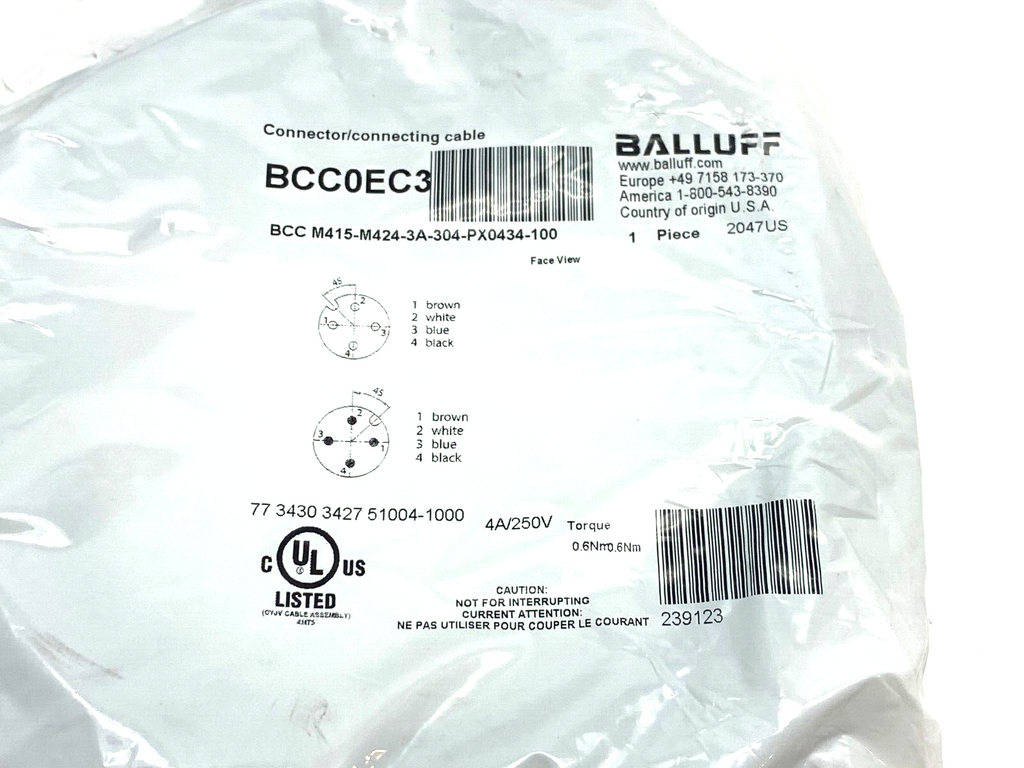 Connector/connecting cable
BCC0EC3
BALLUFF
www.balluff.com
Europe +49 7158 173-370
America 1-800-543-8390
Country of origin U.S.A.
1 Piece 2047US
BCC M415-M424-3A-304-PX0434-100
Face View
45
2
1
3
4
1 brown
2 white
3 blue
4 black
45
2
3
1
4
1 brown
2 white
3 blue
4 black
77 3430 3427 51004-1000
4A/250V
Torque
0.6Nm0.6Nm
C UL US
LISTED
(CYJV CABLE ASSEMBLY)
CAUTION:
NOT FOR INTERRUPTING
CURRENT ATTENTION:
NE PAS UTILISER POUR COUPER LE COURANT
239123